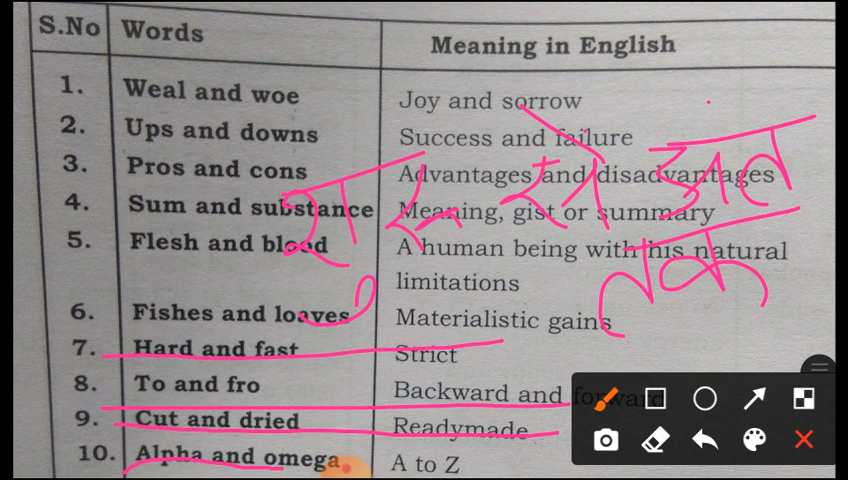 S.No Words Meaning in English
1. Weal and woe Joy and sorrow
2. Ups and downs Success and failure
3. Pros and cons Advantages and disadvantages
4. Sum and substance Meaning, gist or summary
5. Flesh and blood A human being with his natural
limitations
6. Fishes and loaves Materialistic gains
7. Hard and fast Strict
8. To and fro Backward and forward
9. Cut and dried Readymade
10. Alpha and omega A to Z
शुरू से अंत
तक